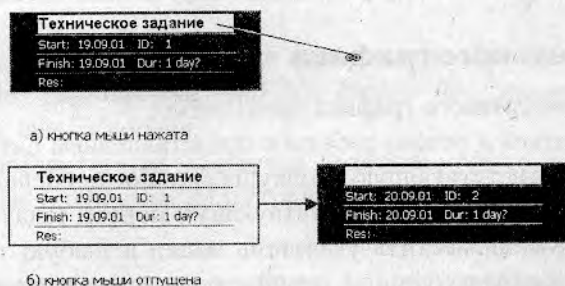 Техническое задание
Start: 19.09.01 ID: 1
Finish: 19.09.01 Dur: 1 day?
Res:
а) кнопка мыши нажата
Техническое задание
Start: 19.09.01 ID: 1
Finish: 19.09.01 Dur: 1 day?
Res:
Start: 20.09.01 ID: 2
Finish: 20.09.01 Dur: 1 day?
Res:
б) кнопка мыши отпущена